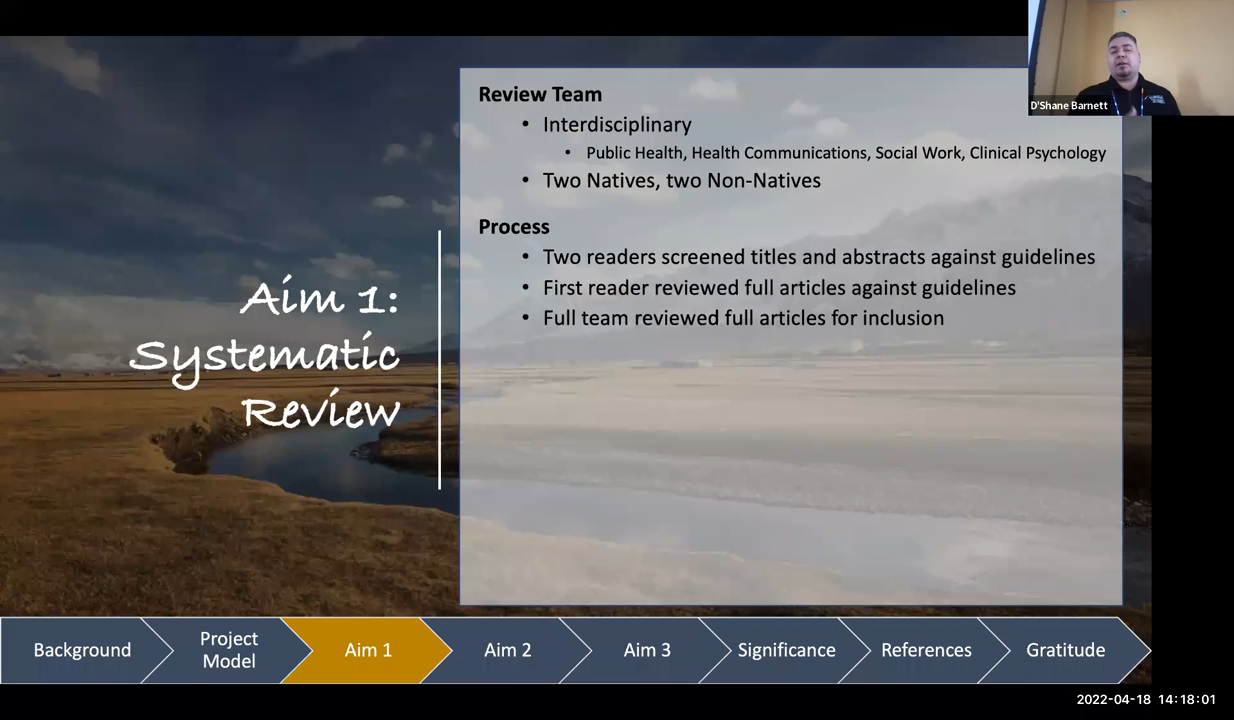 D'Shane Barnett
Review Team
• Interdisciplinary
• Public Health, Health Communications, Social Work, Clinical Psychology
• Two Natives, two Non-Natives
Process
• Two readers screened titles and abstracts against guidelines
• First reader reviewed full articles against guidelines
• Full team reviewed full articles for inclusion
Aim 1:
Systematic
Review
Background
Project
Model
Aim 1
Aim 2
Aim 3
Significance
References
Gratitude
2022-04-18 14:18:01